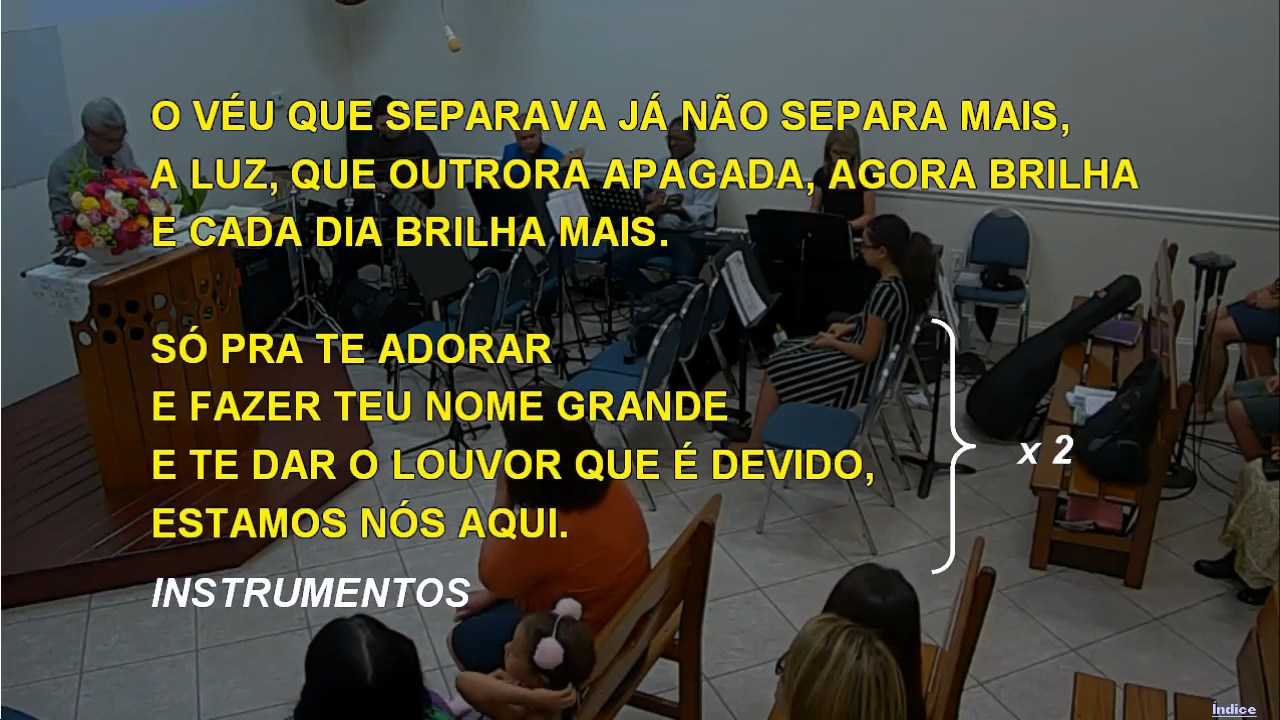 O VÉU QUE SEPARAVA JÁ NÃO SEPARA MAIS,
A LUZ, QUE OUTRORA APAGADA, AGORA BRILHA
E CADA DIA BRILHA MAIS.
SÓ PRA TE ADORAR
E FAZER TEU NOME GRANDE
E TE DAR O LOUVOR QUE É DEVIDO,
x 2
ESTAMOS NÓS AQUI.
INSTRUMENTOS
Índice